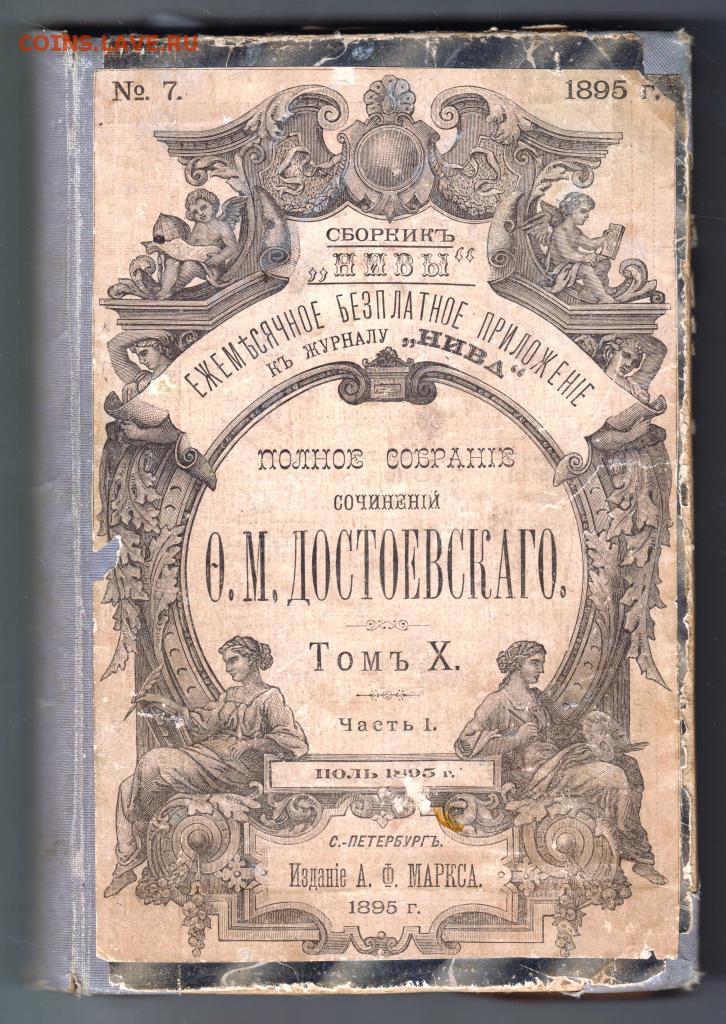 COINS.LAVE.RU
№. 7.
1895 г.
СБОРНИКЪ
„НИВЫ“
ЕЖЕМѢСЯЧНОЕ БЕЗПЛАТНОЕ ПРИЛОЖЕНІЕ
КЪ ЖУРНАЛУ „НИВА“
ПОЛНОЕ СОБРАНІЕ
СОЧИНЕНІЙ
Ѳ. М. ДОСТОЕВСКАГО.
Томъ X.
Часть I.
ІЮЛЬ 1895 г.
С.-ПЕТЕРБУРГЪ.
Изданіе А. Ф. МАРКСА.
1895 г.